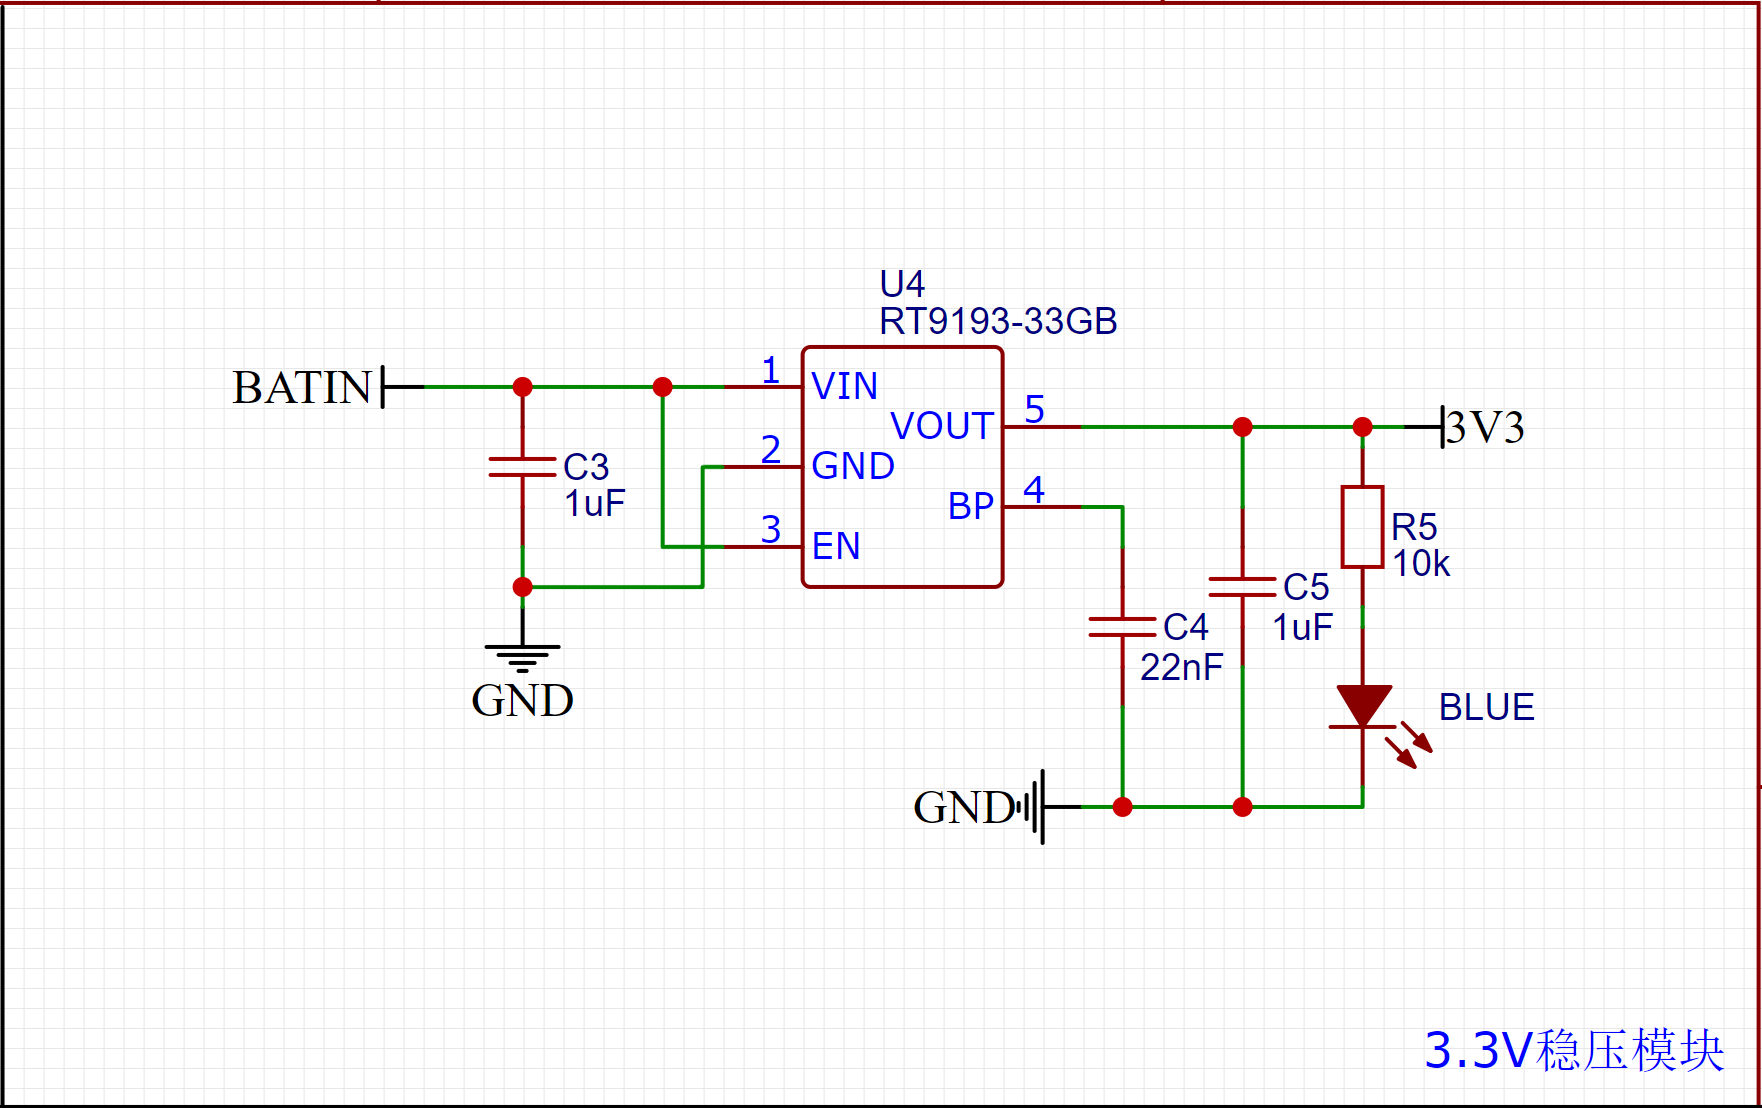 U4
RT9193-33GB
BATIN
1
VIN
VOUT
5
3V3
2
GND
C3
1uF
BP
4
3
EN
R5
10k
C5
1uF
C4
22nF
GND
BLUE
GND
3.3V稳压模块